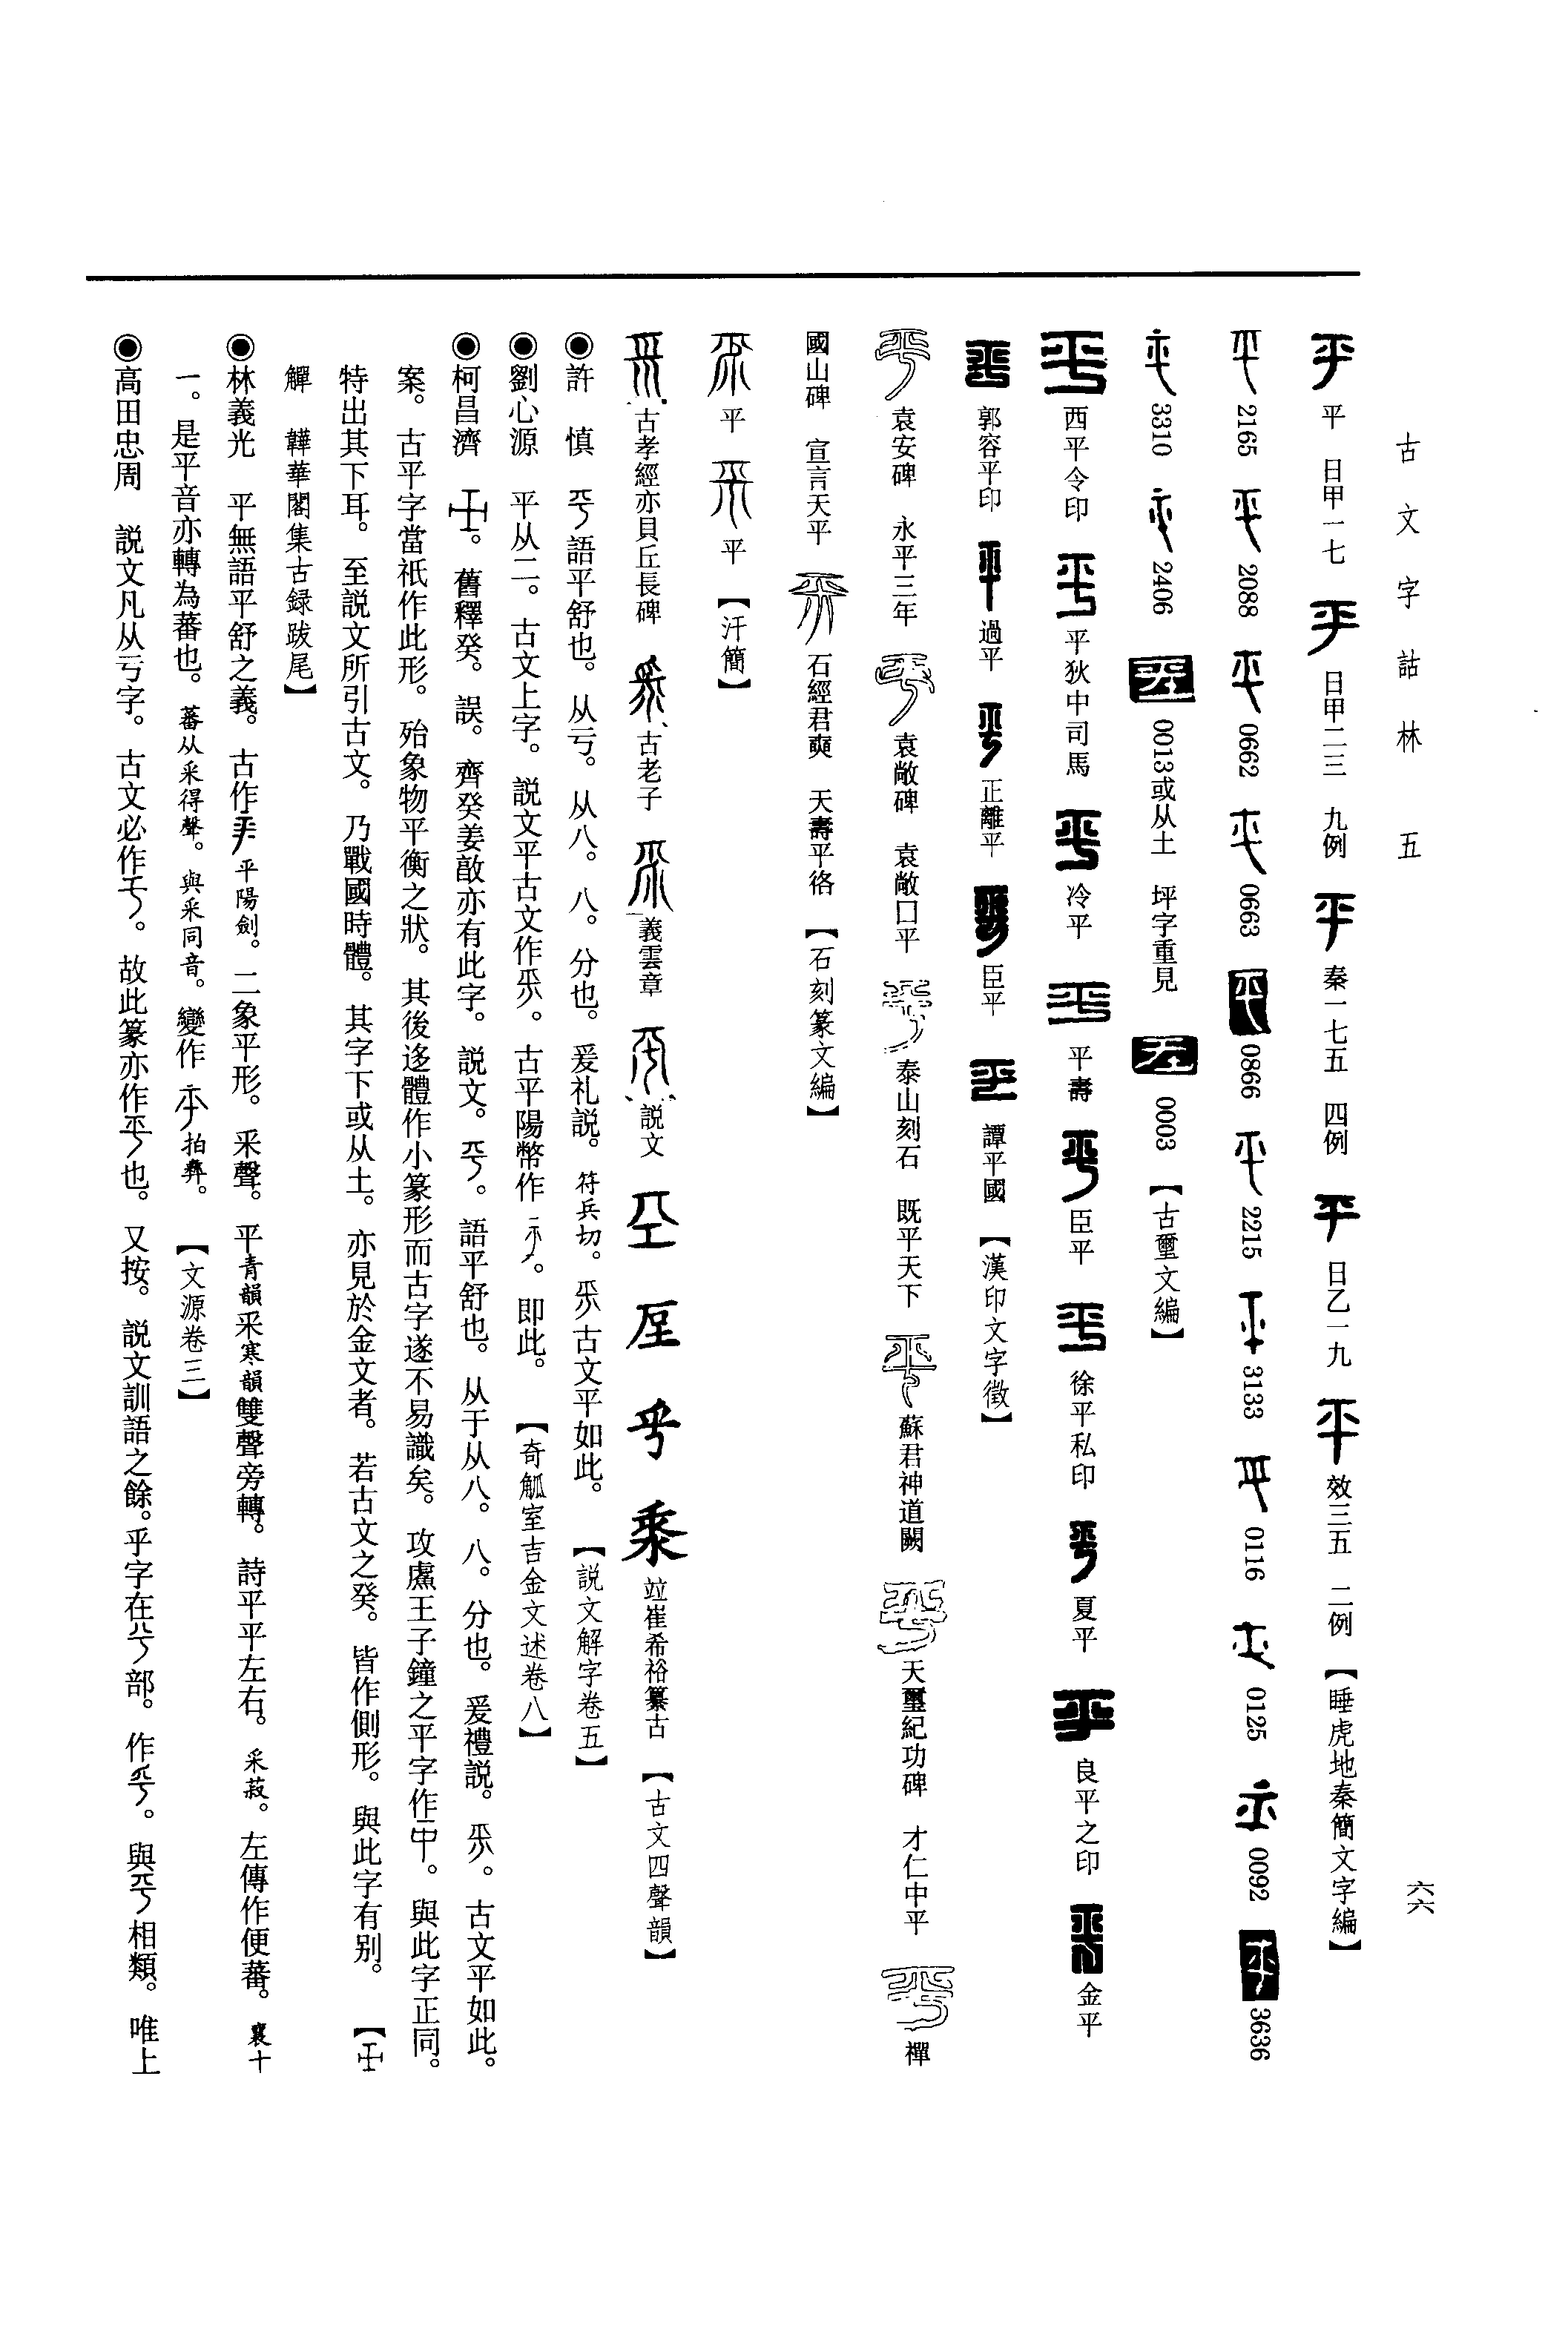 古文字詁林 五
六六
平 日甲一七 日甲二三 九例 秦一七五 四例 日乙一九 效三五 二例 【睡虎地秦簡文字編】
2165 2088 0662 0663 0866 2215 3133 0116 0125 0092 3636
3310 2406 0013或从土 坪字重見 0003 【古璽文編】
西平令印 平狄中司馬 冷平 平壽 臣平 徐平私印 夏平 良平之印 金平
郭容平印 過平 正離平 臣平 譚平國 【漢印文字徵】
袁安碑 永平三年 袁敞碑 袁敞囗平 泰山刻石 既平天下 蘇君神道闕 天璽紀功碑 才仁中平 禪
國山碑 宣言天平 石經君奭 天壽平徦 【石刻篆文編】
平 平 【汗簡】
古孝經亦貝丘長碑 古老子 義雲章 説文 竝崔希裕纂古 【古文四聲韻】
◉許 慎 語平舒也。从亏。从八。八。分也。爰礼説。符兵切。古文平如此。 【説文解字卷五】
◉劉心源 平从二。古文上字。説文平古文作。古平陽幣作。即此。 【奇觚室吉金文述卷八】
◉柯昌濟 。舊釋癸。誤。齊癸姜敔亦有此字。説文。。語平舒也。从于从八。八。分也。爰禮説。。古文平如此。
案。古平字當祇作此形。殆象物平衡之狀。其後迻體作小篆形而古字遂不易識矣。攻䱷王子鐘之平字作。與此字正同。
特出其下耳。至説文所引古文。乃戰國時體。其字下或从土。亦見於金文者。若古文之癸。皆作側形。與此字有别。 【
觶 韡華閣集古録跋尾】
◉林義光 平無語平舒之義。古作平陽劍。二象平形。釆聲。平青韻釆寒韻雙聲旁轉。詩平平左右。采菽。左傳作便蕃。襄十
一。是平音亦轉為蕃也。蕃从釆得聲。與釆同音。變作拍彝。 【文源卷三】
◉高田忠周 説文凡从亏字。古文必作。故此篆亦作也。又按。説文訓語之餘。乎字在部。作。與相類。唯上